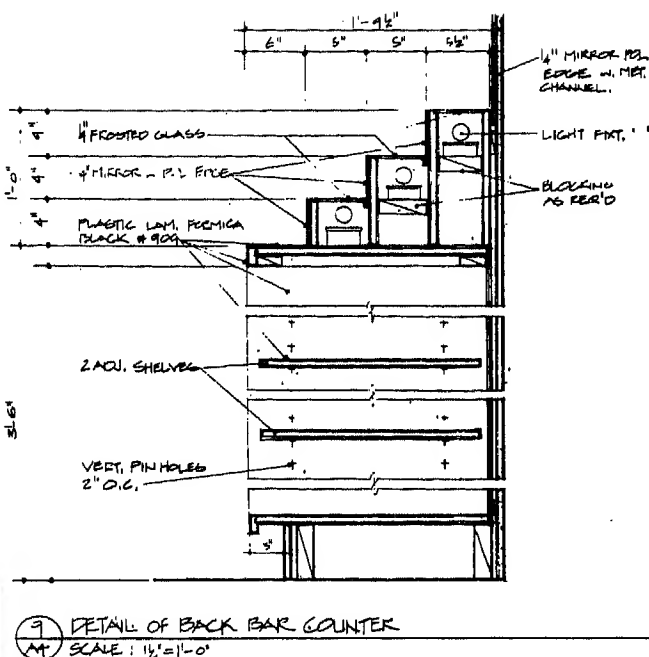 1'-9½"
6" 5" 5" 5½"
¼" MIRROR POL
EDGE W. MET.
CHANNEL.
¼" FROSTED GLASS
LIGHT FIXT.
4"
¼" MIRROR - POL EDGE
4"
1'-0"
BLOCKING
AS REQ'D
4"
PLASTIC LAM. FORMICA
BLACK # 909
2 ADJ. SHELVES
VERT. PIN HOLES
2" O.C.
3'-6"
3"
DETAIL OF BACK BAR COUNTER
A4 SCALE: 1½"=1'-0"